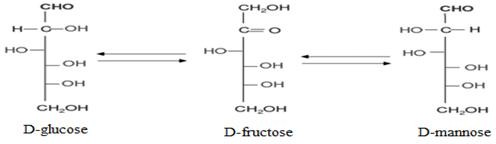 CHO
H—C—OH
HO
OH
OH
CH₂OH
D-glucose
CH₂OH
C=O
HO
OH
OH
CH₂OH
D-fructose
CHO
HO—C—H
HO
OH
OH
CH₂OH
D-mannose